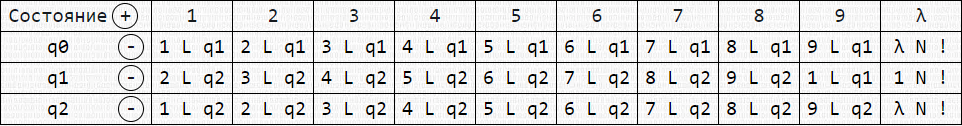 Состояние + 1 2 3 4 5 6 7 8 9 λ
q0 - 1 L q1 2 L q1 3 L q1 4 L q1 5 L q1 6 L q1 7 L q1 8 L q1 9 L q1 λ N !
q1 - 2 L q2 3 L q2 4 L q2 5 L q2 6 L q2 7 L q2 8 L q2 9 L q2 1 L q1 1 N !
q2 - 1 L q2 2 L q2 3 L q2 4 L q2 5 L q2 6 L q2 7 L q2 8 L q2 9 L q2 λ N !